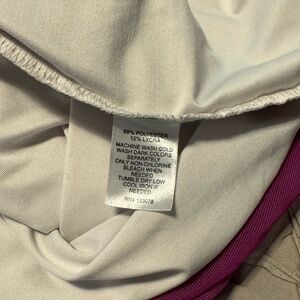 88% POLYESTER
12% LYCRA
MACHINE WASH COLD
WASH DARK COLORS
SEPARATELY
ONLY NON-CHLORINE
BLEACH WHEN
NEEDED
TUMBLE DRY LOW
COOL IRON IF
NEEDED
RN#